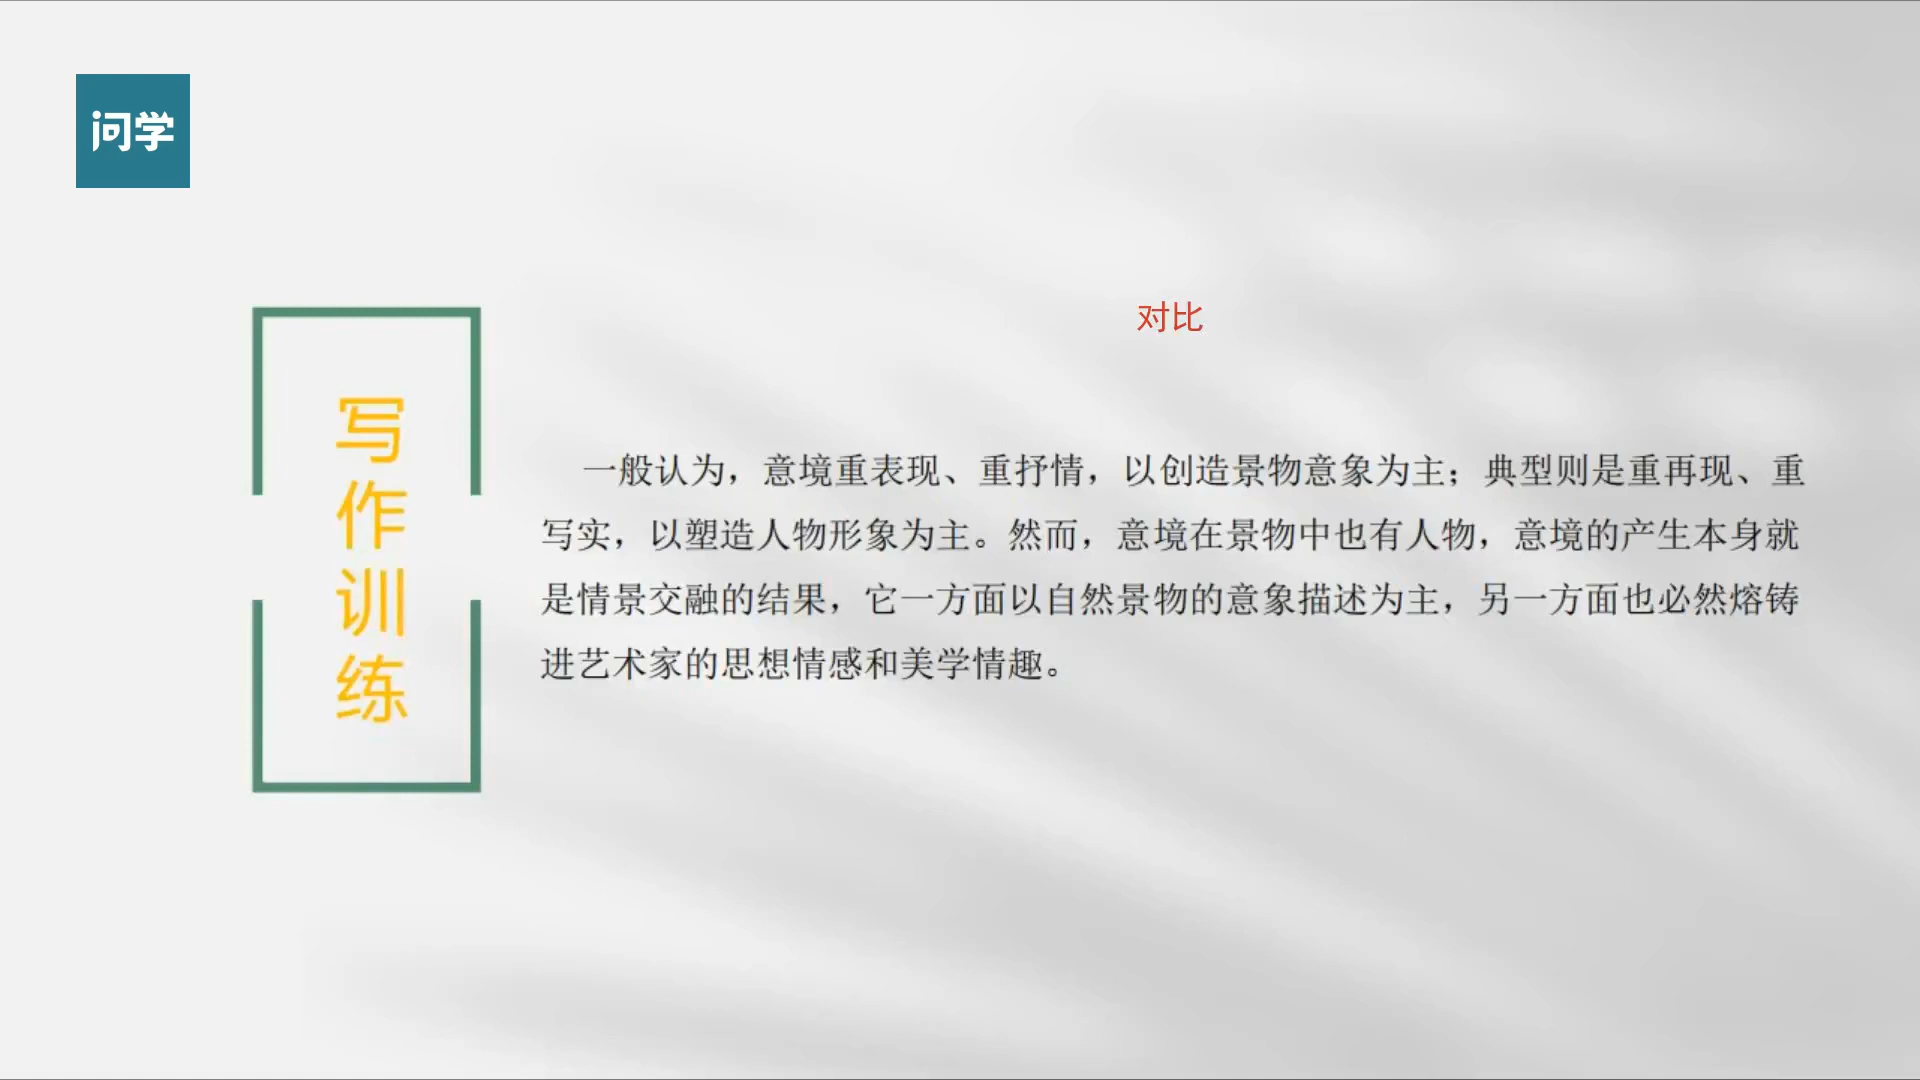 问学
对比
写
作
训
练
一般认为，意境重表现、重抒情，以创造景物意象为主；典型则是重再现、重
写实，以塑造人物形象为主。然而，意境在景物中也有人物，意境的产生本身就
是情景交融的结果，它一方面以自然景物的意象描述为主，另一方面也必然熔铸
进艺术家的思想情感和美学情趣。